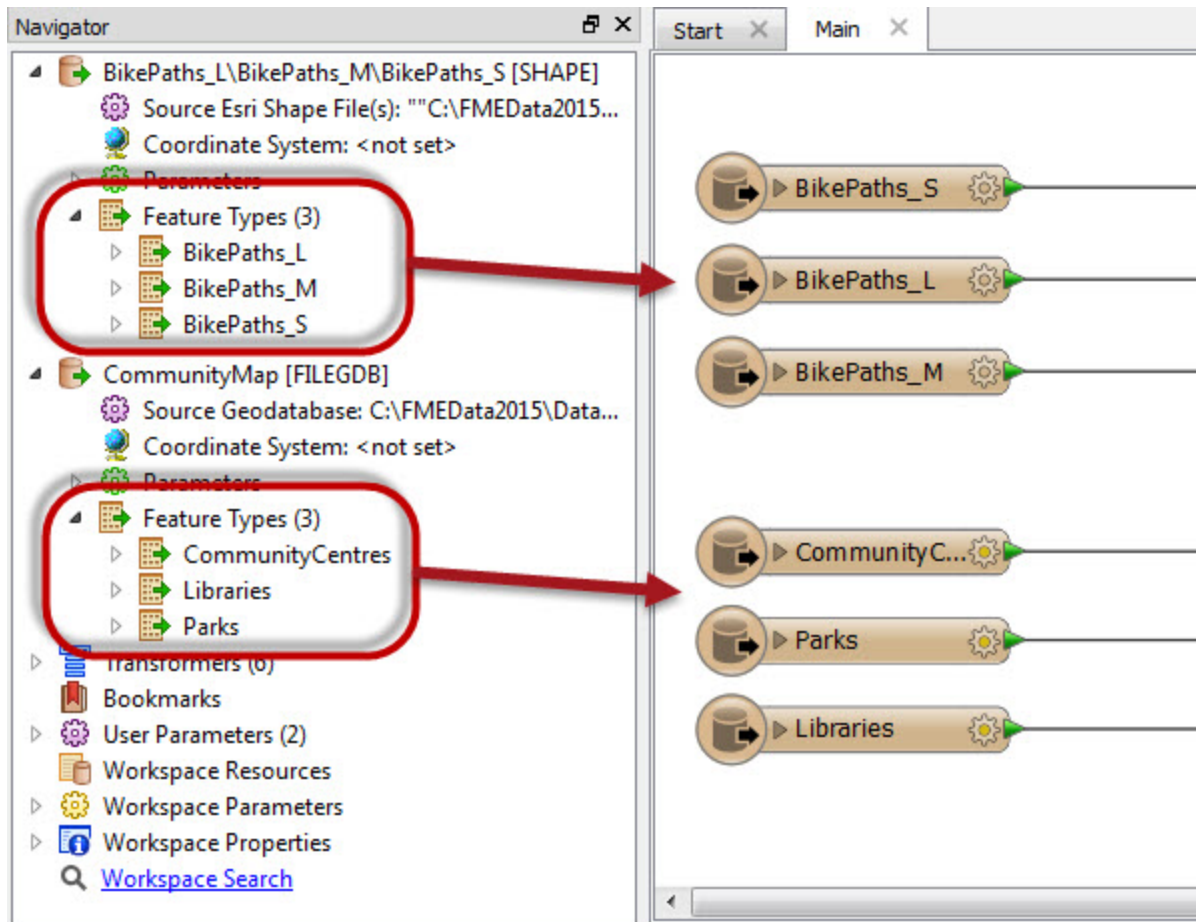 Navigator
BikePaths_L\BikePaths_M\BikePaths_S [SHAPE]
Source Esri Shape File(s): ""C:\FMEData2015...
Coordinate System: <not set>
Parameters
Feature Types (3)
BikePaths_L
BikePaths_M
BikePaths_S
CommunityMap [FILEGDB]
Source Geodatabase: C:\FMEData2015\Data...
Coordinate System: <not set>
Parameters
Feature Types (3)
CommunityCentres
Libraries
Parks
Transformers (6)
Bookmarks
User Parameters (2)
Workspace Resources
Workspace Parameters
Workspace Properties
Workspace Search
Start
Main
BikePaths_S
BikePaths_L
BikePaths_M
CommunityC...
Parks
Libraries